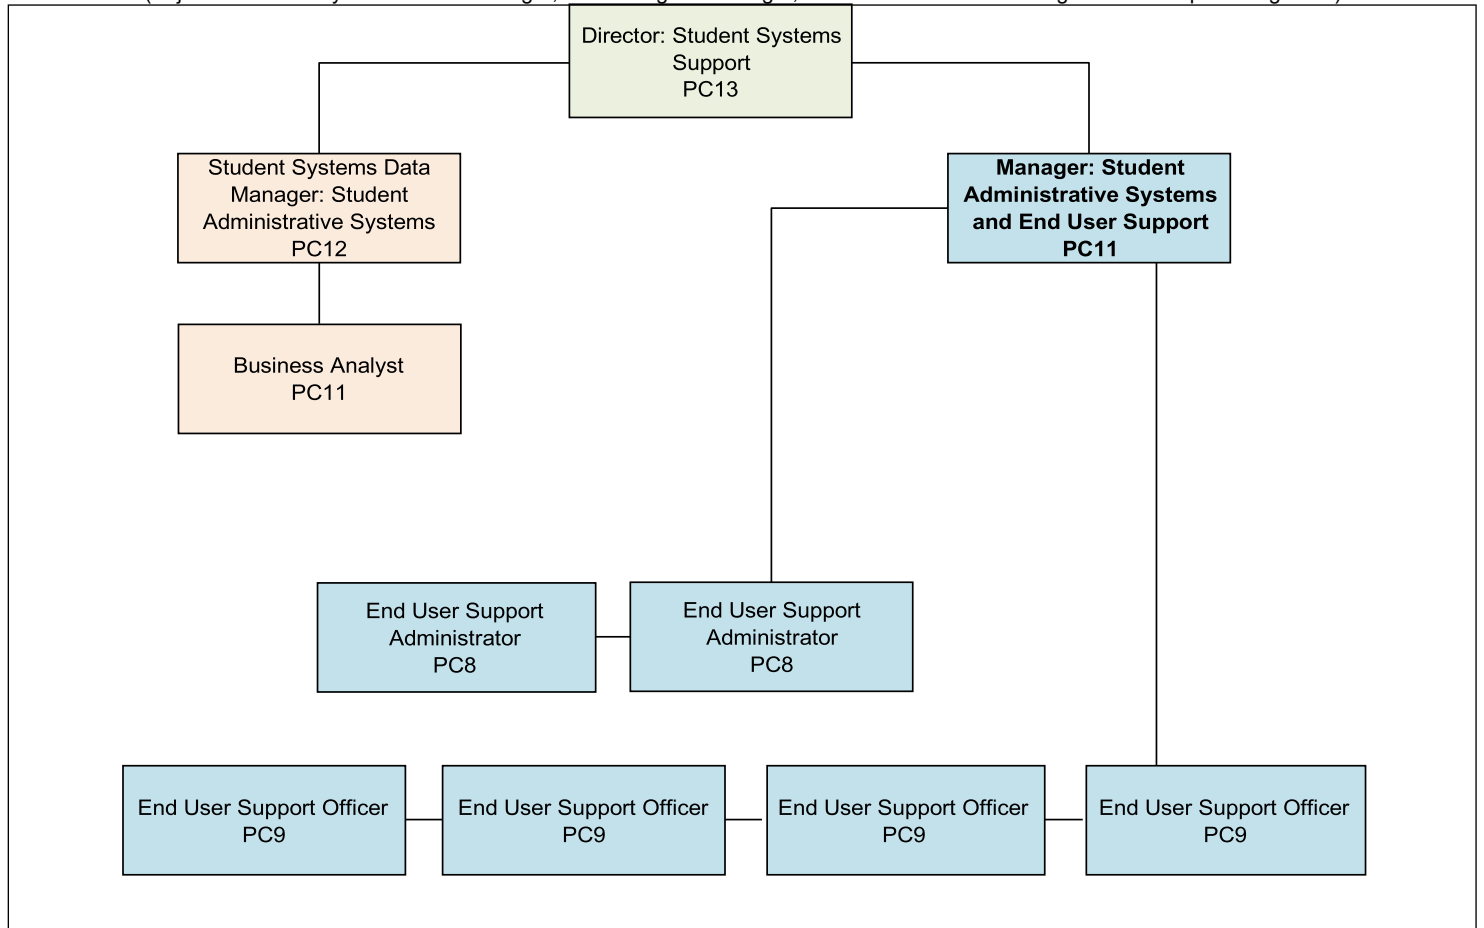 Director: Student Systems
Support
PC13
Student Systems Data
Manager: Student
Administrative Systems
PC12
Manager: Student
Administrative Systems
and End User Support
PC11
Business Analyst
PC11
End User Support
Administrator
PC8
End User Support
Administrator
PC8
End User Support Officer
PC9
End User Support Officer
PC9
End User Support Officer
PC9
End User Support Officer
PC9